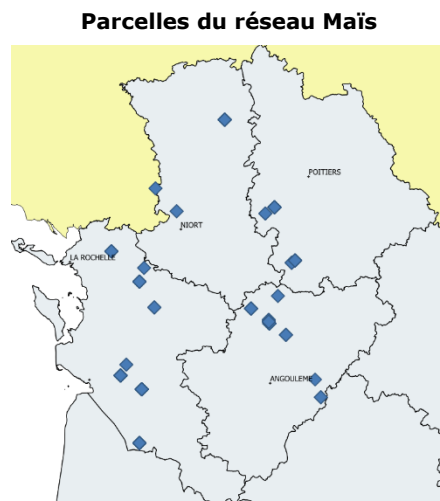 Parcelles du réseau Maïs
POITIERS
NIORT
LA ROCHELLE
ANGOULEME